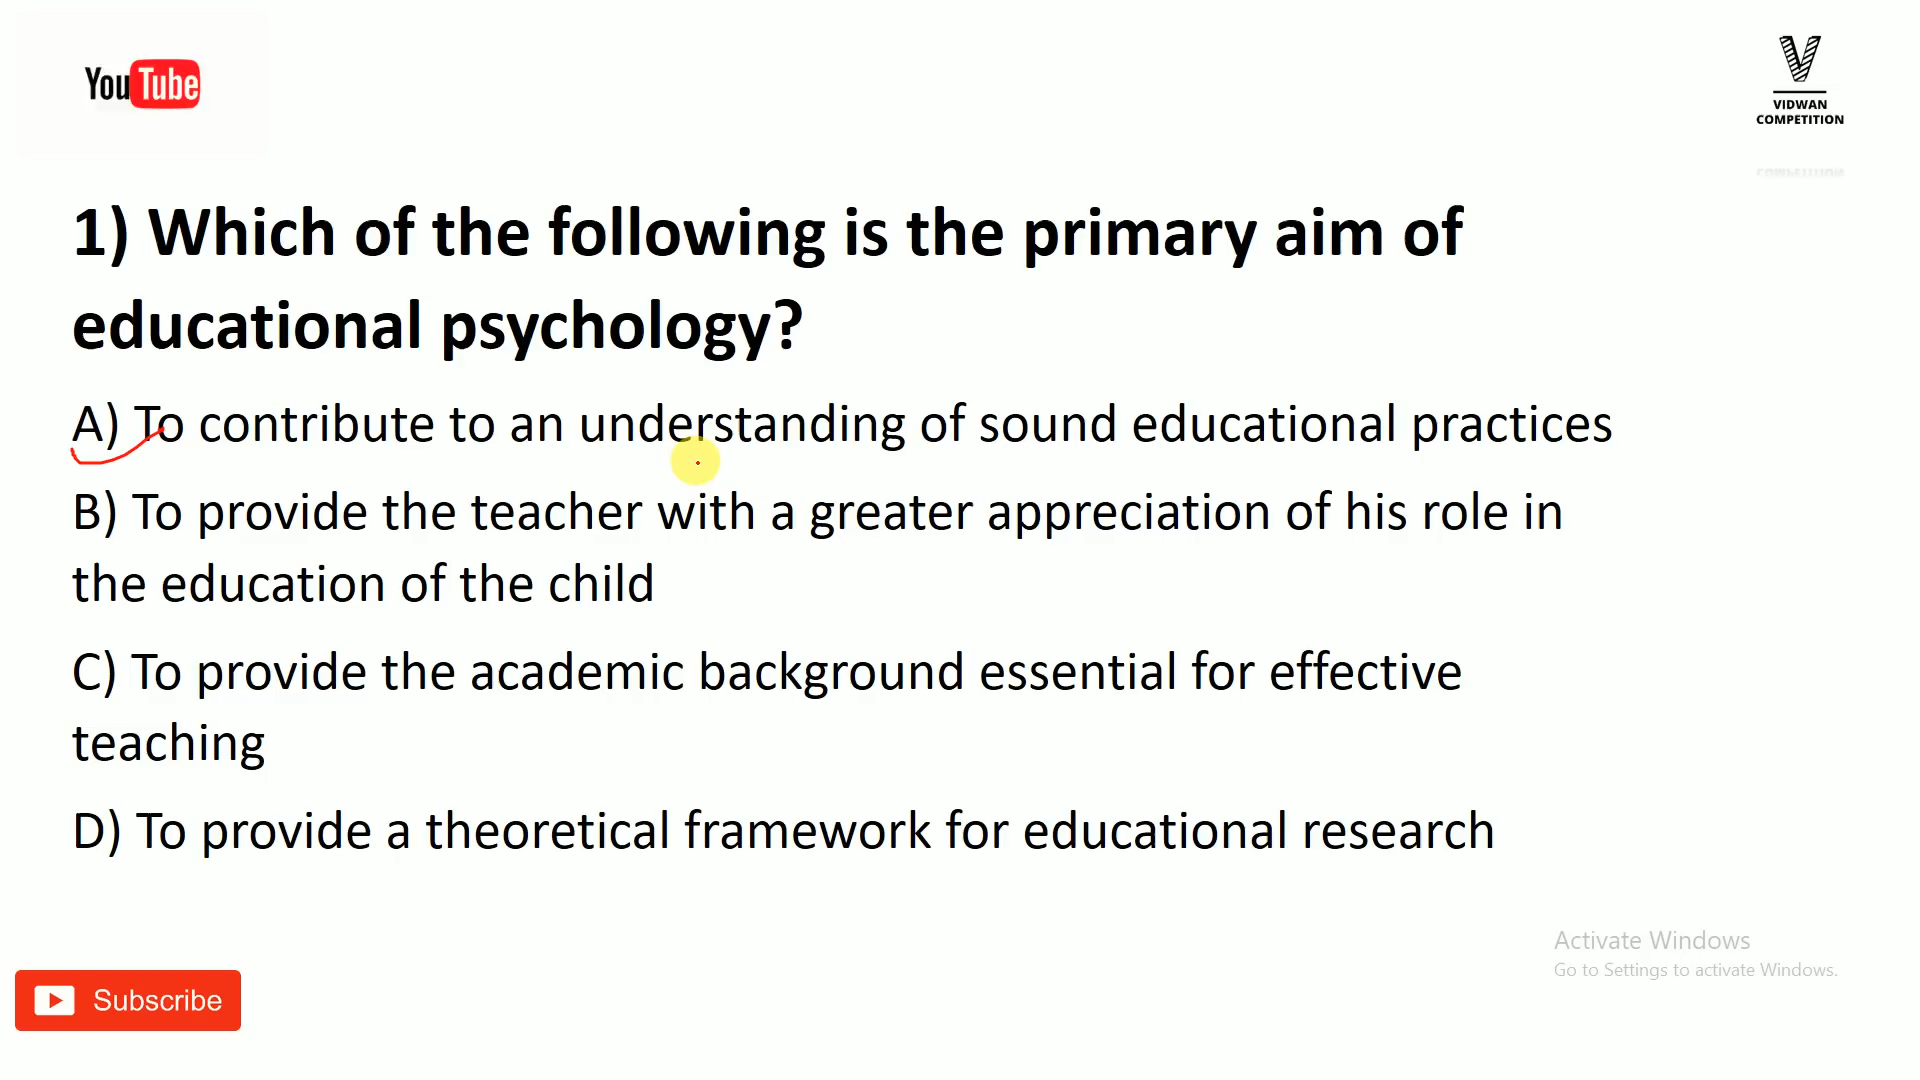 YouTube
VIDWAN
COMPETITION
1) Which of the following is the primary aim of
educational psychology?
A) To contribute to an understanding of sound educational practices
B) To provide the teacher with a greater appreciation of his role in
the education of the child
C) To provide the academic background essential for effective
teaching
D) To provide a theoretical framework for educational research
Activate Windows
Go to Settings to activate Windows.
Subscribe